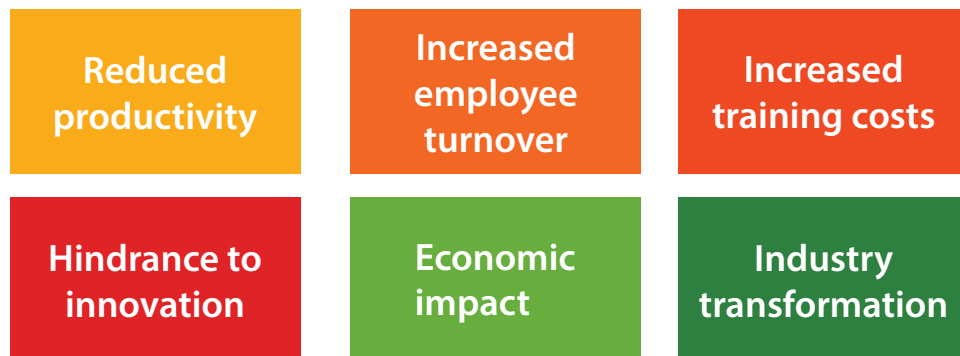 Reduced
productivity
Increased
employee
turnover
Increased
training costs
Hindrance to
innovation
Economic
impact
Industry
transformation